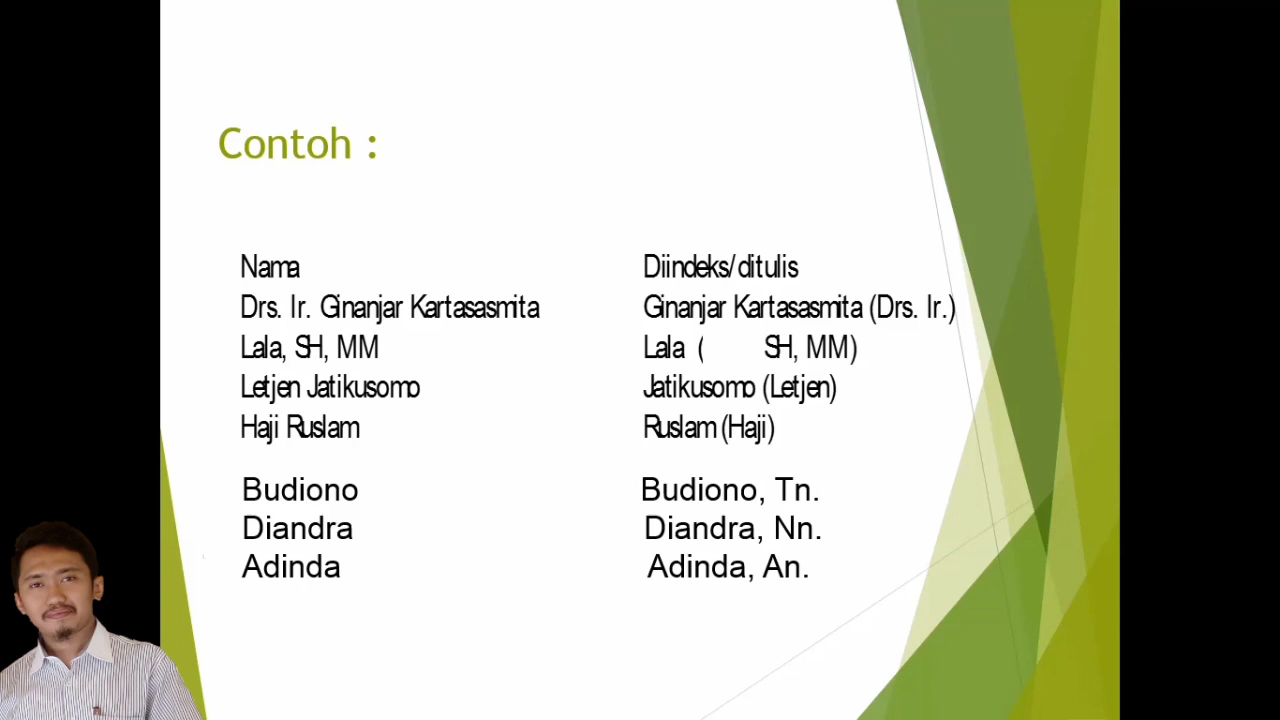 Contoh :
Nama Diindeks/ditulis
Drs. Ir. Ginanjar Kartasasmita Ginanjar Kartasasmita (Drs. Ir.)
Lala, SH, MM Lala ( SH, MM)
Letjen Jatikusomo Jatikusomo (Letjen)
Haji Ruslam Ruslam (Haji)
Budiono Budiono, Tn.
Diandra Diandra, Nn.
Adinda Adinda, An.